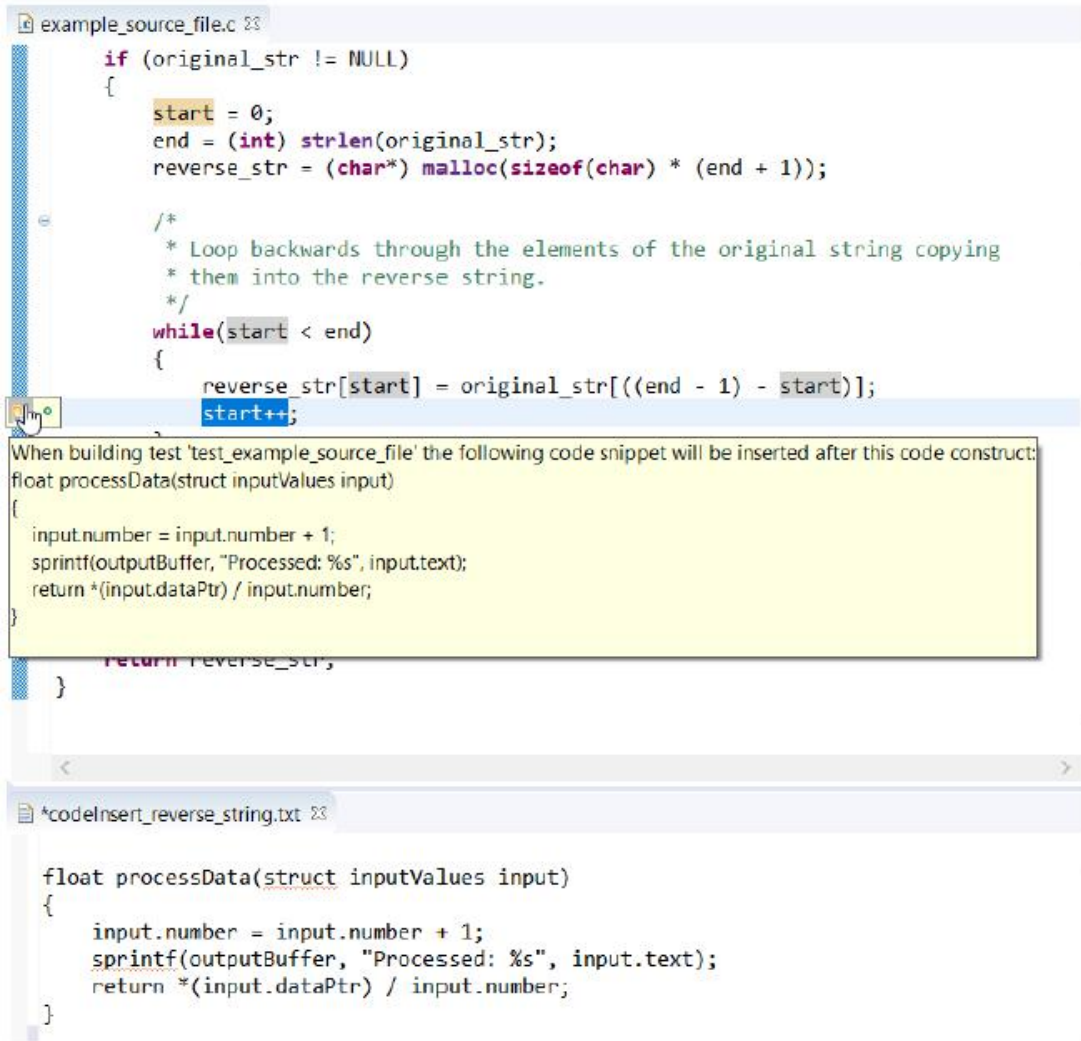 example_source_file.c
if (original_str != NULL)
{
start = 0;
end = (int) strlen(original_str);
reverse_str = (char*) malloc(sizeof(char) * (end + 1));
/*
* Loop backwards through the elements of the original string copying
* them into the reverse string.
*/
while(start < end)
{
reverse_str[start] = original_str[((end - 1) - start)];
start++;
When building test 'test_example_source_file' the following code snippet will be inserted after this code construct:
float processData(struct inputValues input)
{
input.number = input.number + 1;
sprintf(outputBuffer, "Processed: %s", input.text);
return *(input.dataPtr) / input.number;
}
return reverse_str;
}
*codeInsert_reverse_string.txt
float processData(struct inputValues input)
{
input.number = input.number + 1;
sprintf(outputBuffer, "Processed: %s", input.text);
return *(input.dataPtr) / input.number;
}